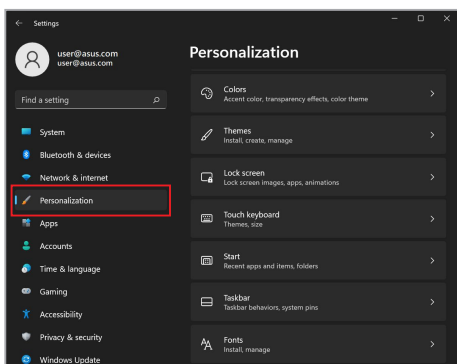 Settings
user@asus.com
user@asus.com
Find a setting
System
Bluetooth & devices
Network & internet
Personalization
Apps
Accounts
Time & language
Gaming
Accessibility
Privacy & security
Windows Update
Personalization
Colors
Accent color, transparency effects, color theme
Themes
Install, create, manage
Lock screen
Lock screen images, apps, animations
Touch keyboard
Themes, size
Start
Recent apps and items, folders
Taskbar
Taskbar behaviors, system pins
Fonts
Install, manage